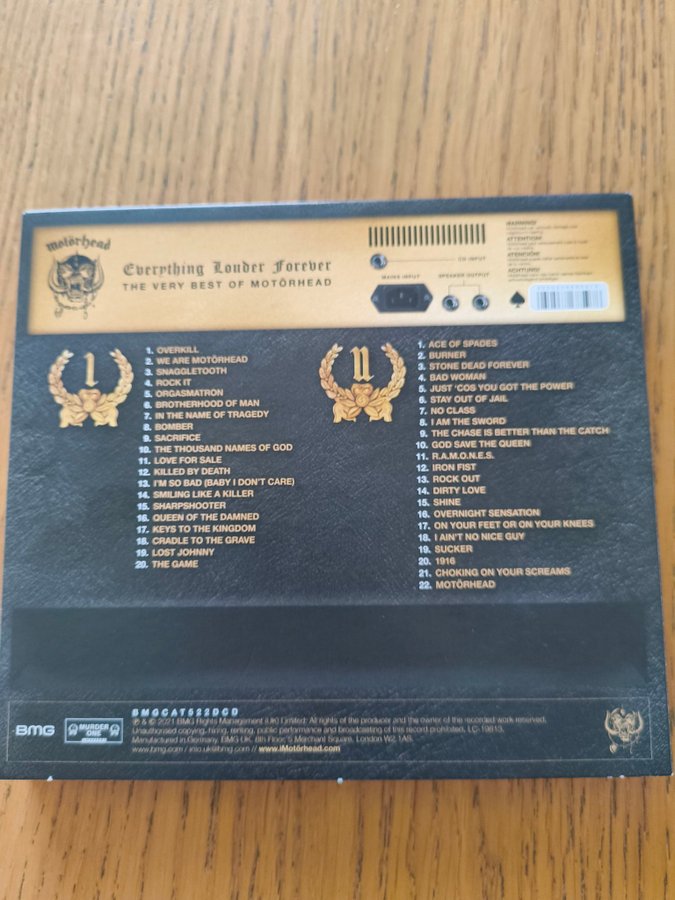 Motörhead
Everything Louder Forever
THE VERY BEST OF MOTÖRHEAD
CD INPUT
MAINS INPUT
SPEAKER OUTPUT
WARNING!
ATTENTION!
ATENCIÓN!
ACHTUNG!
I
1. OVERKILL
2. WE ARE MOTÖRHEAD
3. SNAGGLETOOTH
4. ROCK IT
5. ORGASMATRON
6. BROTHERHOOD OF MAN
7. IN THE NAME OF TRAGEDY
8. BOMBER
9. SACRIFICE
10. THE THOUSAND NAMES OF GOD
11. LOVE FOR SALE
12. KILLED BY DEATH
13. I'M SO BAD (BABY I DON'T CARE)
14. SMILING LIKE A KILLER
15. SHARPSHOOTER
16. QUEEN OF THE DAMNED
17. KEYS TO THE KINGDOM
18. CRADLE TO THE GRAVE
19. LOST JOHNNY
20. THE GAME
II
1. ACE OF SPADES
2. BURNER
3. STONE DEAD FOREVER
4. BAD WOMAN
5. JUST 'COS YOU GOT THE POWER
6. STAY OUT OF JAIL
7. NO CLASS
8. I AM THE SWORD
9. THE CHASE IS BETTER THAN THE CATCH
10. GOD SAVE THE QUEEN
11. R.A.M.O.N.E.S.
12. IRON FIST
13. ROCK OUT
14. DIRTY LOVE
15. SHINE
16. OVERNIGHT SENSATION
17. ON YOUR FEET OR ON YOUR KNEES
18. I AIN'T NO NICE GUY
19. SUCKER
20. 1916
21. CHOKING ON YOUR SCREAMS
22. MOTÖRHEAD
BMG
MURDER
ONE
BMGCAT522DCD
℗ & © 2021 BMG Rights Management (UK) Limited. All rights of the producer and the owner of the recorded work reserved.
Unauthorised copying, hiring, renting, public performance and broadcasting of this record prohibited. LC-19813.
Manufactured in Germany. BMG UK, 8th Floor, 5 Merchant Square, London W2 1AS.
www.bmg.com / info.uk@bmg.com // www.iMotörhead.com